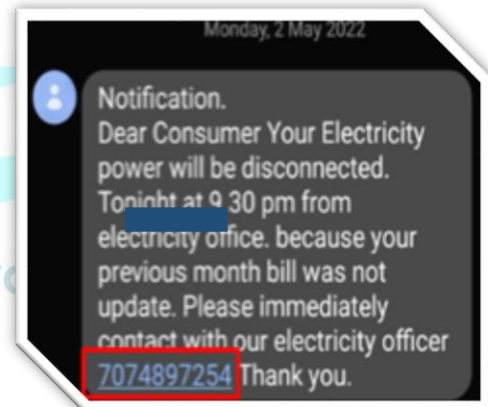 Monday, 2 May 2022
Notification.
Dear Consumer Your Electricity
power will be disconnected.
Tonight at 9.30 pm from
electricity office. because your
previous month bill was not
update. Please immediately
contact with our electricity officer
7074897254 Thank you.